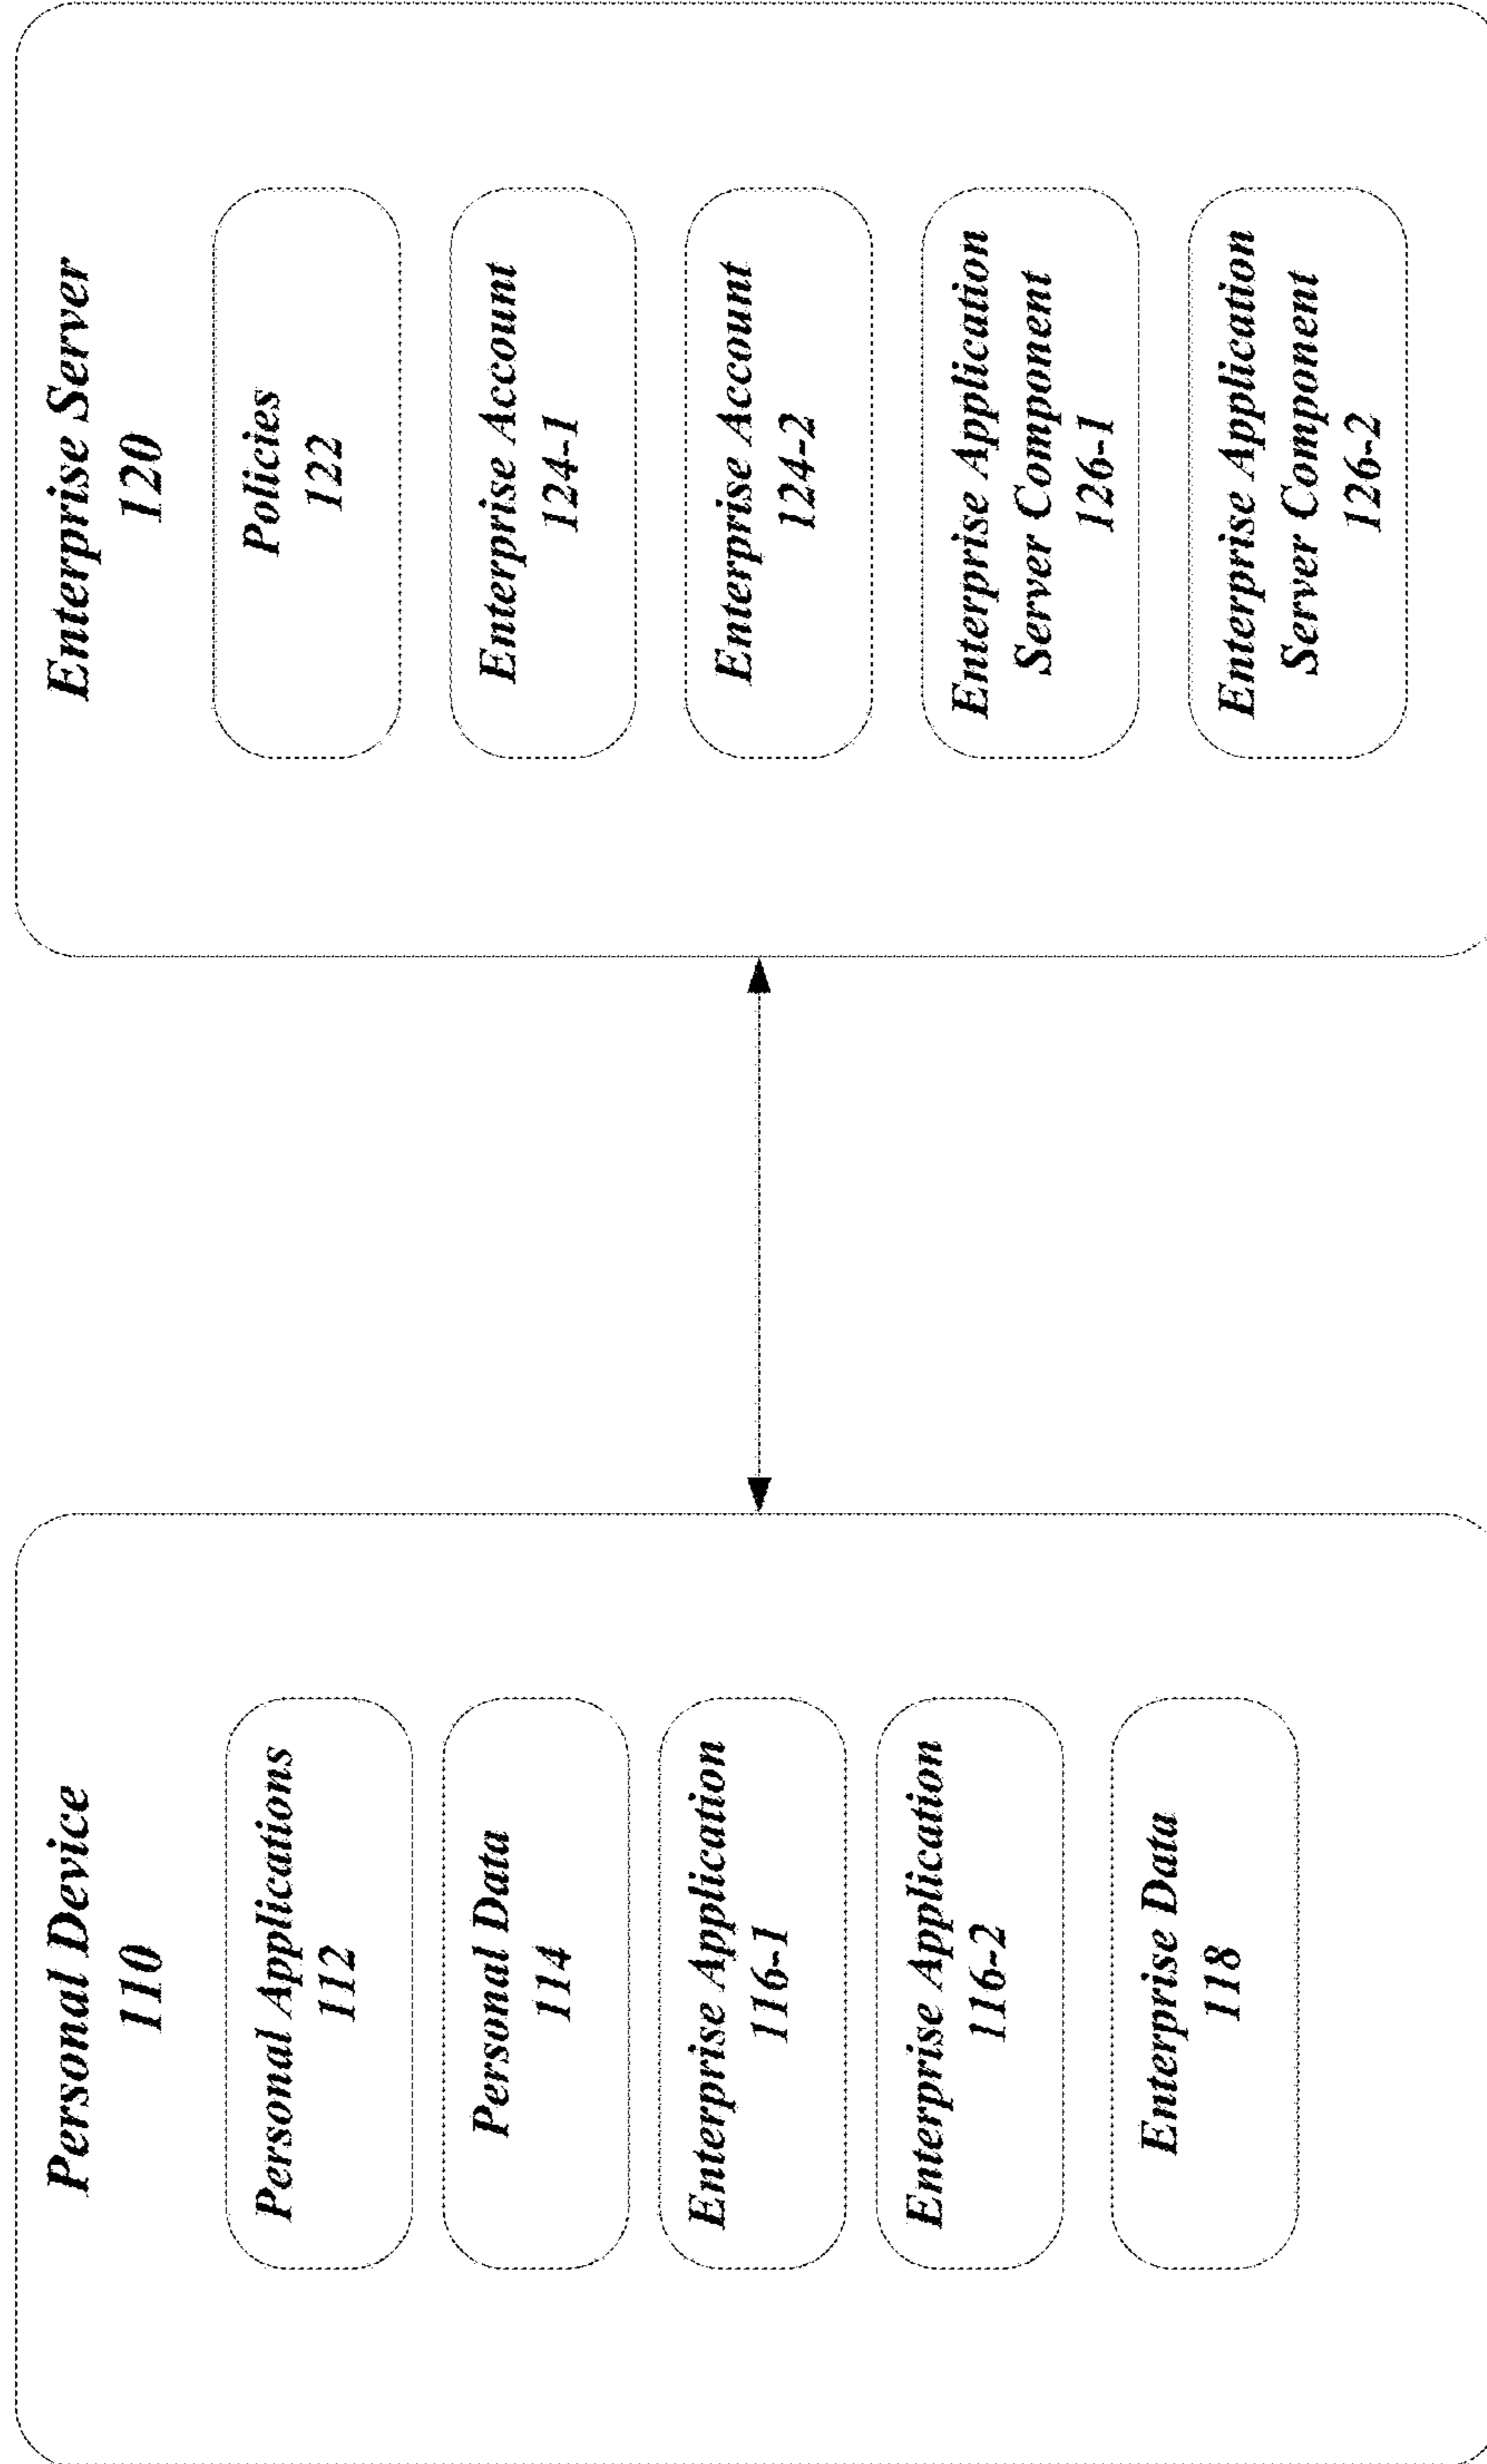 Personal Device
110
Personal Applications
112
Personal Data
114
Enterprise Application
116-1
Enterprise Application
116-2
Enterprise Data
118
Enterprise Server
120
Policies
122
Enterprise Account
124-1
Enterprise Account
124-2
Enterprise Application
Server Component
126-1
Enterprise Application
Server Component
126-2